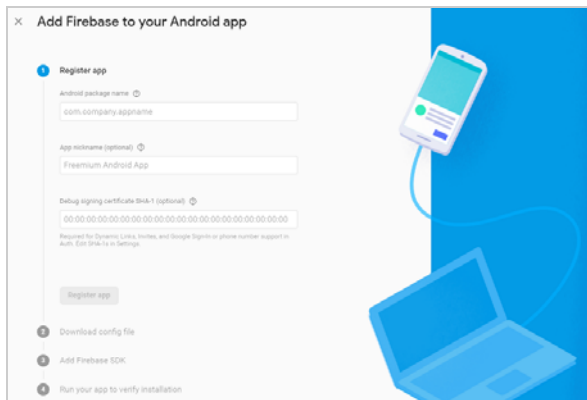 × Add Firebase to your Android app
1 Register app
Android package name ?
com.company.appname
App nickname (optional) ?
Freemium Android App
Debug signing certificate SHA-1 (optional) ?
00:00:00:00:00:00:00:00:00:00:00:00:00:00:00:00:00:00:00:00
Required for Dynamic Links, Invites, and Google Sign-In or phone number support in
Auth. Edit SHA-1s in Settings.
Register app
2 Download config file
3 Add Firebase SDK
4 Run your app to verify installation